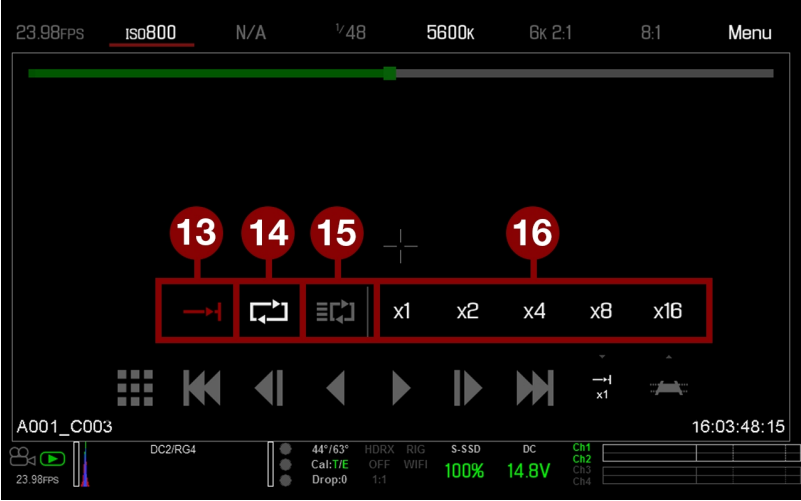 23.98FPS ISO800 N/A 1/48 5600K 6K 2:1 8:1 Menu
13 14 15 16
x1 x2 x4 x8 x16
x1
A001_C003 16:03:48:15
DC2/RG4 44°/63° HDRX RIG S-SSD DC Ch1
Cal:T/E OFF WIFI 100% 14.8V Ch2
23.98FPS Drop:0 1:1 Ch3
Ch4